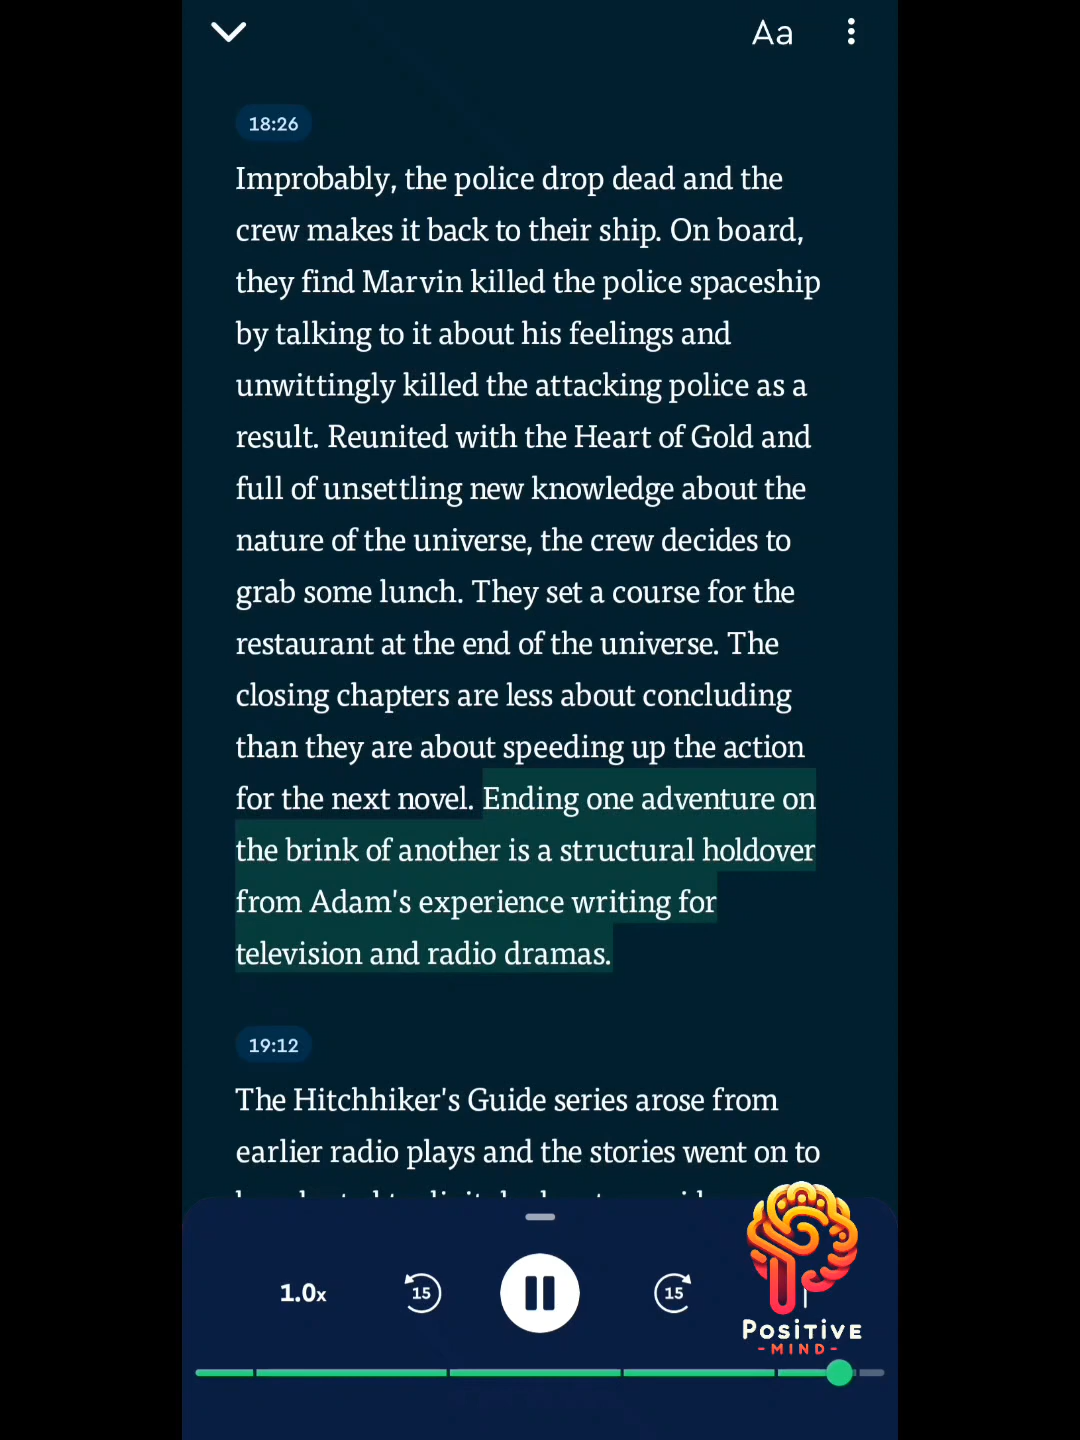 Aa
18:26
Improbably, the police drop dead and the
crew makes it back to their ship. On board,
they find Marvin killed the police spaceship
by talking to it about his feelings and
unwittingly killed the attacking police as a
result. Reunited with the Heart of Gold and
full of unsettling new knowledge about the
nature of the universe, the crew decides to
grab some lunch. They set a course for the
restaurant at the end of the universe. The
closing chapters are less about concluding
than they are about speeding up the action
for the next novel. Ending one adventure on
the brink of another is a structural holdover
from Adam's experience writing for
television and radio dramas.
19:12
The Hitchhiker's Guide series arose from
earlier radio plays and the stories went on to
1.0x
15
15
POSITIVE
-MIND-